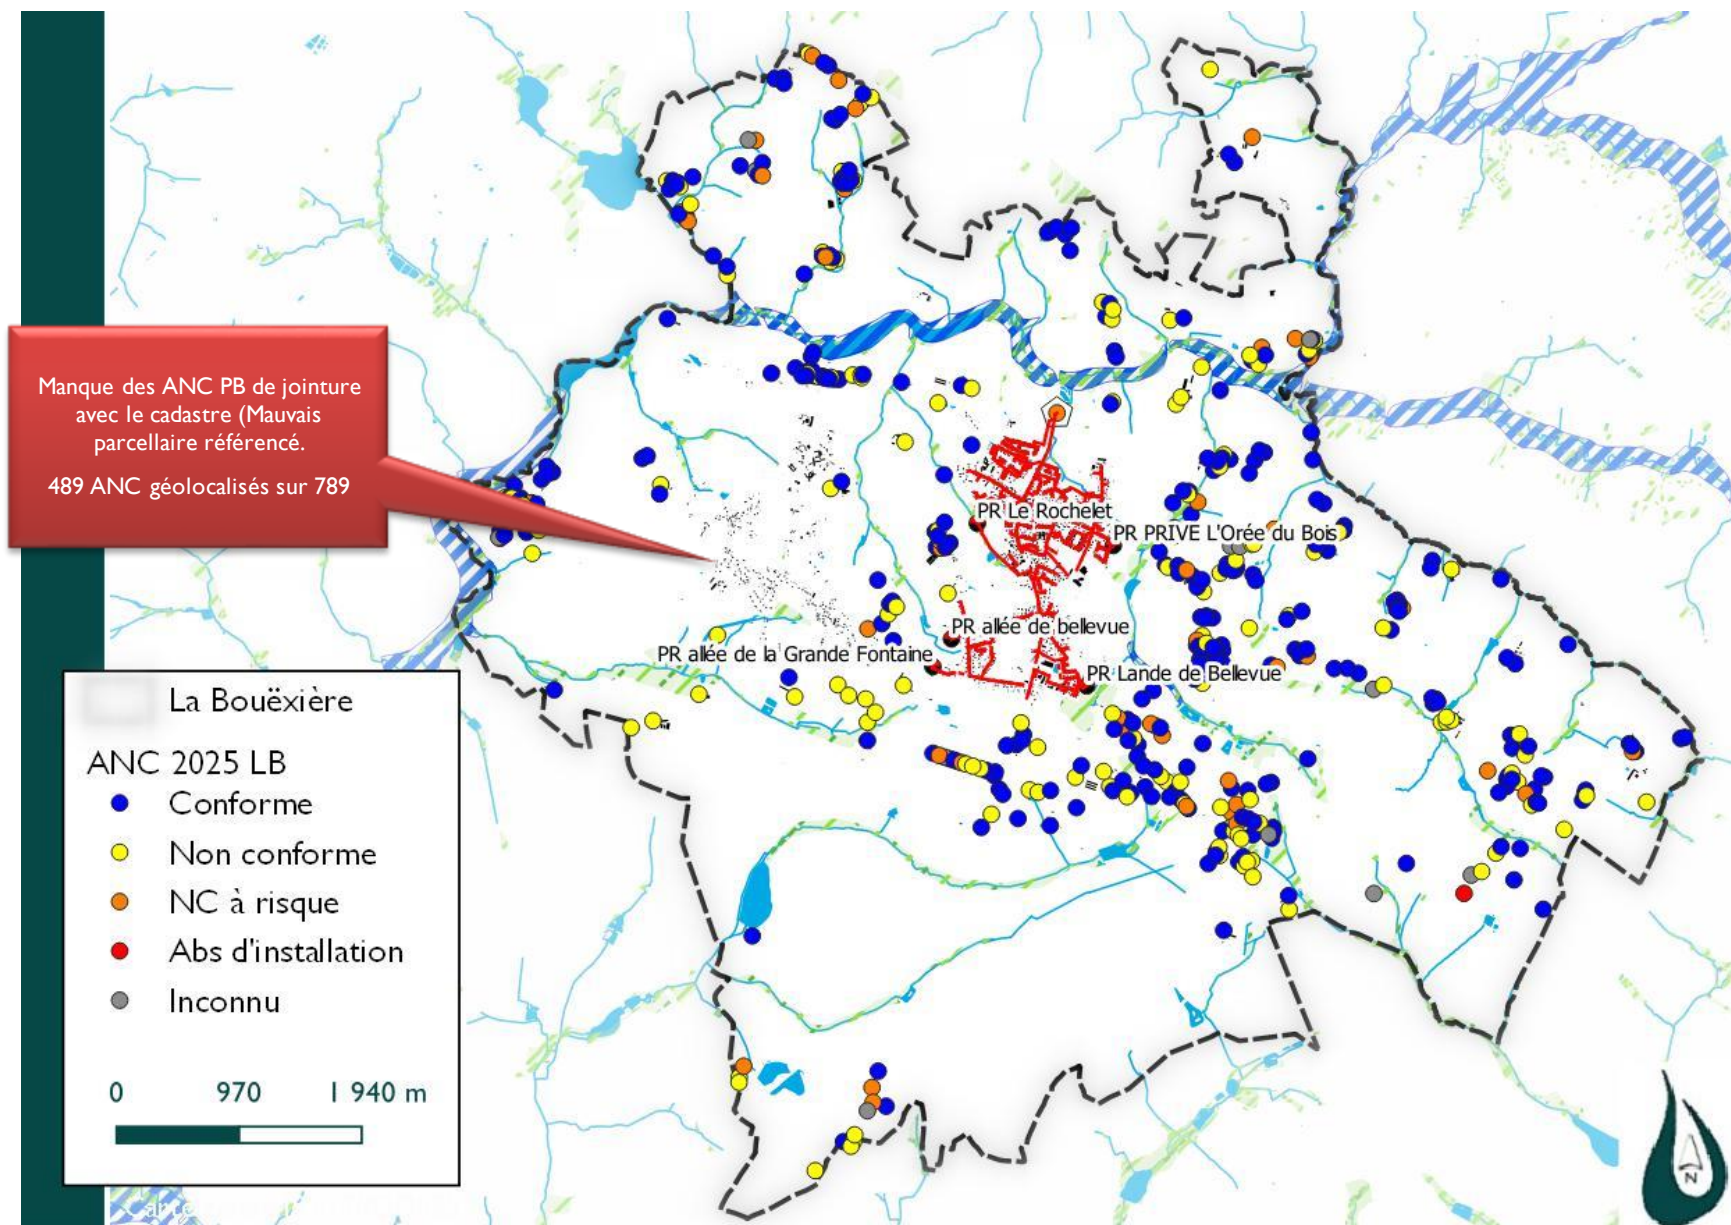 Manque des ANC PB de jointure
avec le cadastre (Mauvais
parcellaire référencé.
489 ANC géolocalisés sur 789
PR Le Rochelet
PR PRIVE L'Orée du Bois
PR allée de bellevue
PR allée de la Grande Fontaine
PR Lande de Bellevue
La Bouëxière
ANC 2025 LB
Conforme
Non conforme
NC à risque
Abs d'installation
Inconnu
0 970 1 940 m
N